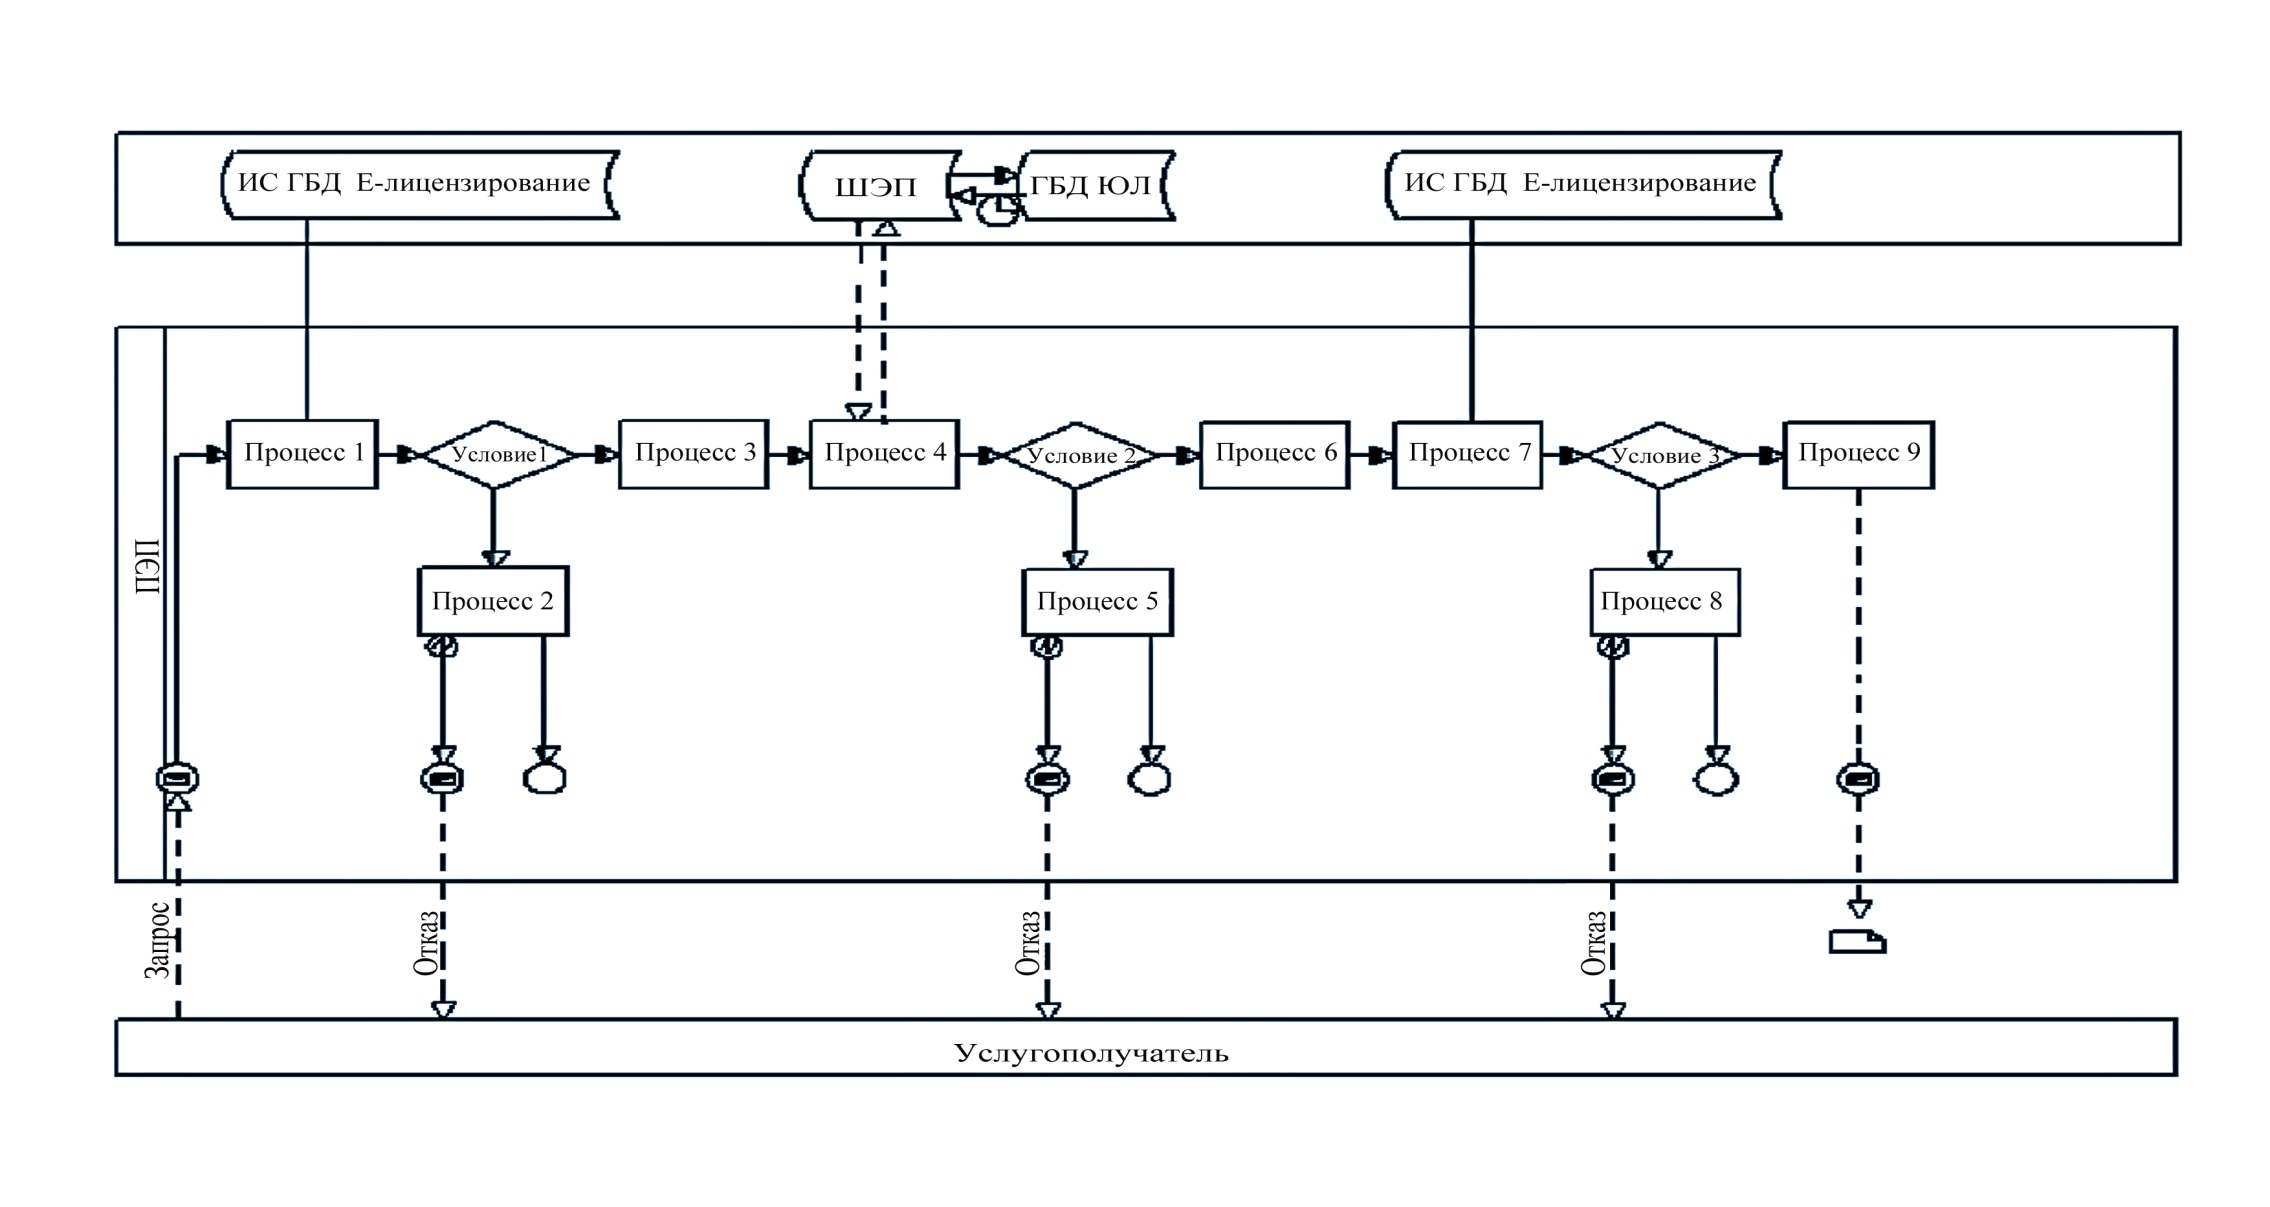 ИС ГБД Е-лицензирование
ШЭП
ГБД ЮЛ
ИС ГБД Е-лицензирование
ПЭП
Процесс 1
Условие1
Процесс 3
Процесс 4
Условие 2
Процесс 6
Процесс 7
Условие 3
Процесс 9
Процесс 2
Процесс 5
Процесс 8
Запрос
Отказ
Отказ
Отказ
Услугополучатель